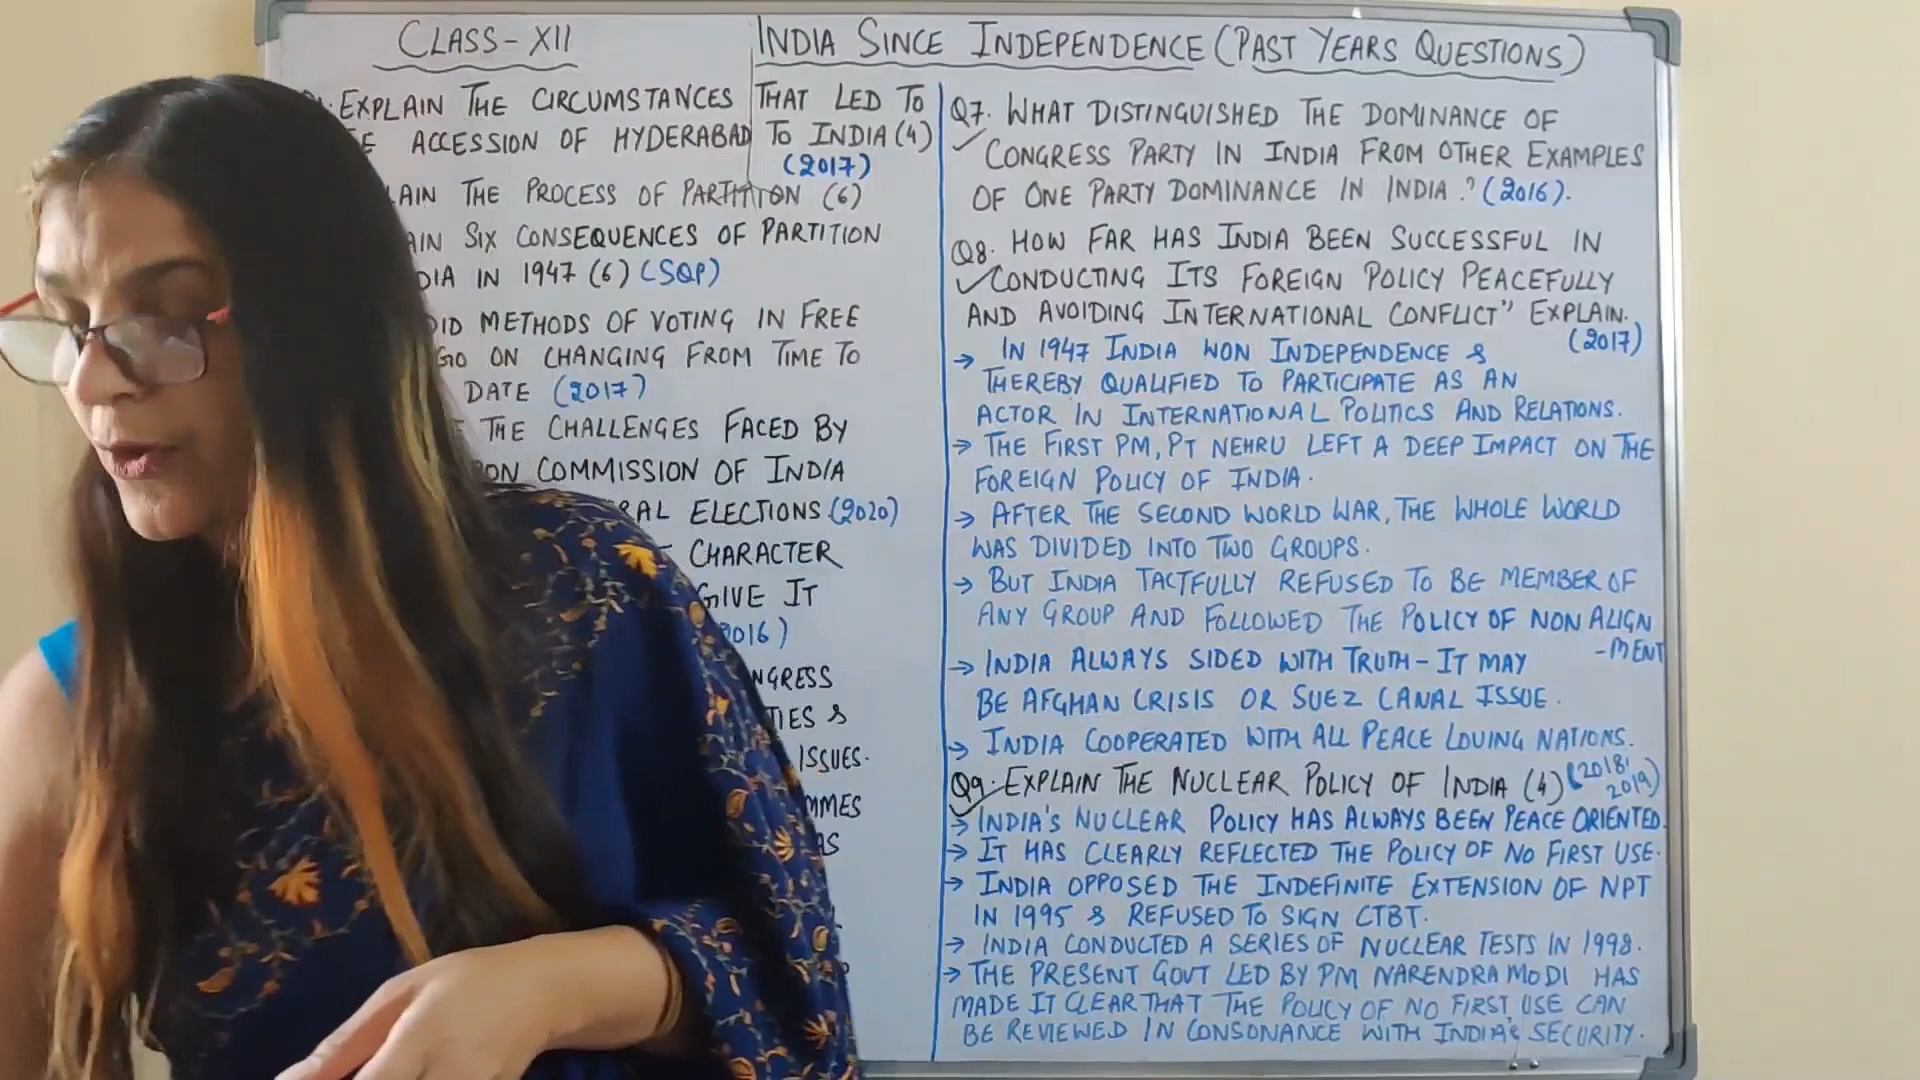 CLASS-XII
INDIA SINCE INDEPENDENCE (PAST YEARS QUESTIONS)
EXPLAIN THE CIRCUMSTANCES THAT LED TO
ACCESSION OF HYDERABAD TO INDIA (4)
(2017)
THE PROCESS OF PARTITION (6)
SIX CONSEQUENCES OF PARTITION
IN 1947 (6) (SQP)
METHODS OF VOTING IN FREE
ON CHANGING FROM TIME TO
DATE (2017)
THE CHALLENGES FACED BY
COMMISSION OF INDIA
ELECTIONS (2020)
CHARACTER
GIVE IT
&
ISSUES.
Q7. WHAT DISTINGUISHED THE DOMINANCE OF
CONGRESS PARTY IN INDIA FROM OTHER EXAMPLES
OF ONE PARTY DOMINANCE IN INDIA.? (2016).
Q8. HOW FAR HAS INDIA BEEN SUCCESSFUL IN
CONDUCTING ITS FOREIGN POLICY PEACEFULLY
AND AVOIDING INTERNATIONAL CONFLICT" EXPLAIN.
(2017)
→ IN 1947 INDIA WON INDEPENDENCE &
THEREBY QUALIFIED TO PARTICIPATE AS AN
ACTOR IN INTERNATIONAL POLITICS AND RELATIONS.
→ THE FIRST PM, PT NEHRU LEFT A DEEP IMPACT ON THE
FOREIGN POLICY OF INDIA.
→ AFTER THE SECOND WORLD WAR, THE WHOLE WORLD
WAS DIVIDED INTO TWO GROUPS.
→ BUT INDIA TACTFULLY REFUSED TO BE MEMBER OF
ANY GROUP AND FOLLOWED THE POLICY OF NON ALIGN
-MENT
→ INDIA ALWAYS SIDED WITH TRUTH - IT MAY
BE AFGHAN CRISIS OR SUEZ CANAL ISSUE.
→ INDIA COOPERATED WITH ALL PEACE LOVING NATIONS.
Q9. EXPLAIN THE NUCLEAR POLICY OF INDIA (4) (2018, 2019)
→ INDIA'S NUCLEAR POLICY HAS ALWAYS BEEN PEACE ORIENTED.
→ IT HAS CLEARLY REFLECTED THE POLICY OF NO FIRST USE.
→ INDIA OPPOSED THE INDEFINITE EXTENSION OF NPT
IN 1995 & REFUSED TO SIGN CTBT.
→ INDIA CONDUCTED A SERIES OF NUCLEAR TESTS IN 1998.
→ THE PRESENT GOVT LED BY PM NARENDRA MODI HAS
MADE IT CLEAR THAT THE POLICY OF NO FIRST USE CAN
BE REVIEWED IN CONSONANCE WITH INDIA'S SECURITY.